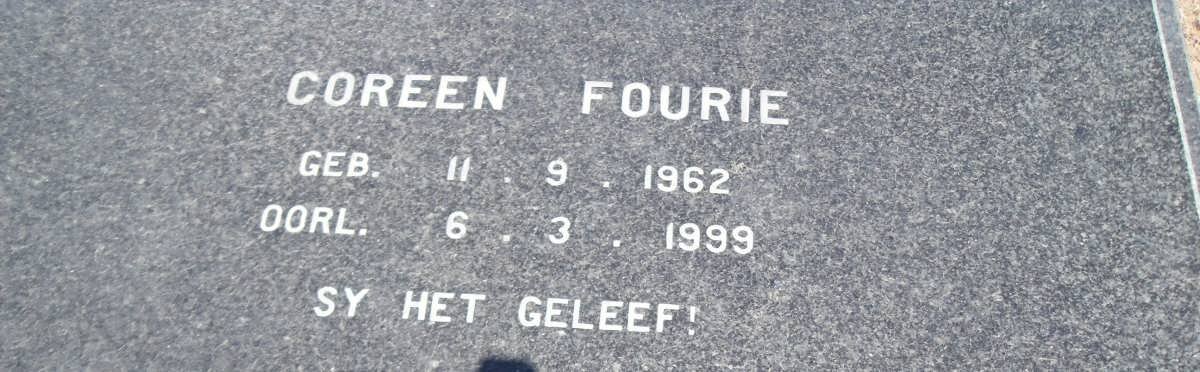 COREEN FOURIE
GEB. 11 . 9 . 1962
OORL. 6 . 3 . 1999
SY HET GELEEF!